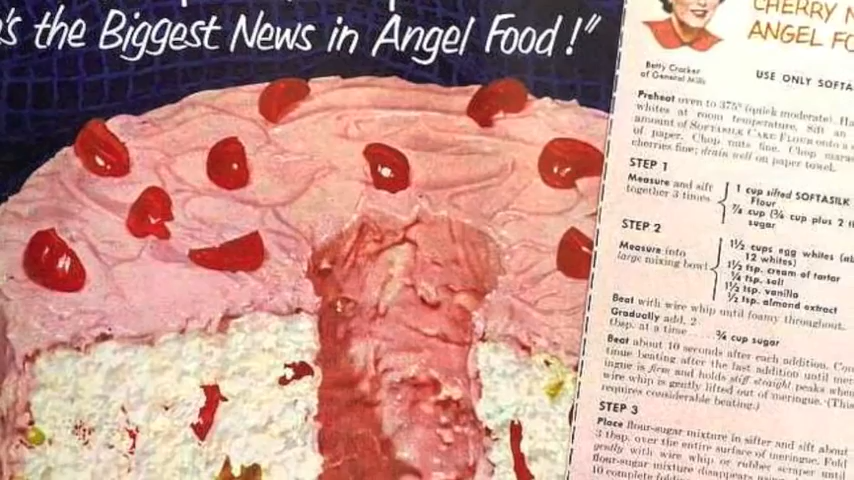 's the Biggest News in Angel Food!"
CHERRY
ANGEL
Betty Crocker
of General Mills
USE ONLY
Preheat oven to 375° (quick moderate).
whites at room temperature. Sift an
amount of SOFTASILK CAKE FLOUR onto a
of paper. Chop nuts fine. Chop
cherries fine; drain well on paper towel.
STEP 1
Measure and sift
together 3 times
1 cup sifted SOFTASILK
Flour
7/8 cup (3/4 cup plus 2
sugar
STEP 2
Measure into
large mixing bowl
1½ cups egg whites
12 whites)
1½ tsp. cream of tartar
¼ tsp. salt
1½ tsp. vanilla
½ tsp. almond extract
Beat with wire whip until foamy throughout.
Gradually add, 2
tbsp. at a time .... ¾ cup sugar
Beat about 10 seconds after each addition.
tinue beating after the last addition until
ingue is firm and holds stiff straight peaks when
wire whip is gently lifted out of meringue. (This
requires considerable beating.)
STEP 3
Place flour-sugar mixture in sifter and sift about
3 tbsp. over the entire surface of meringue. Fold
gently with wire whip or rubber scraper until
flour-sugar mixture disappears
10 complete folding